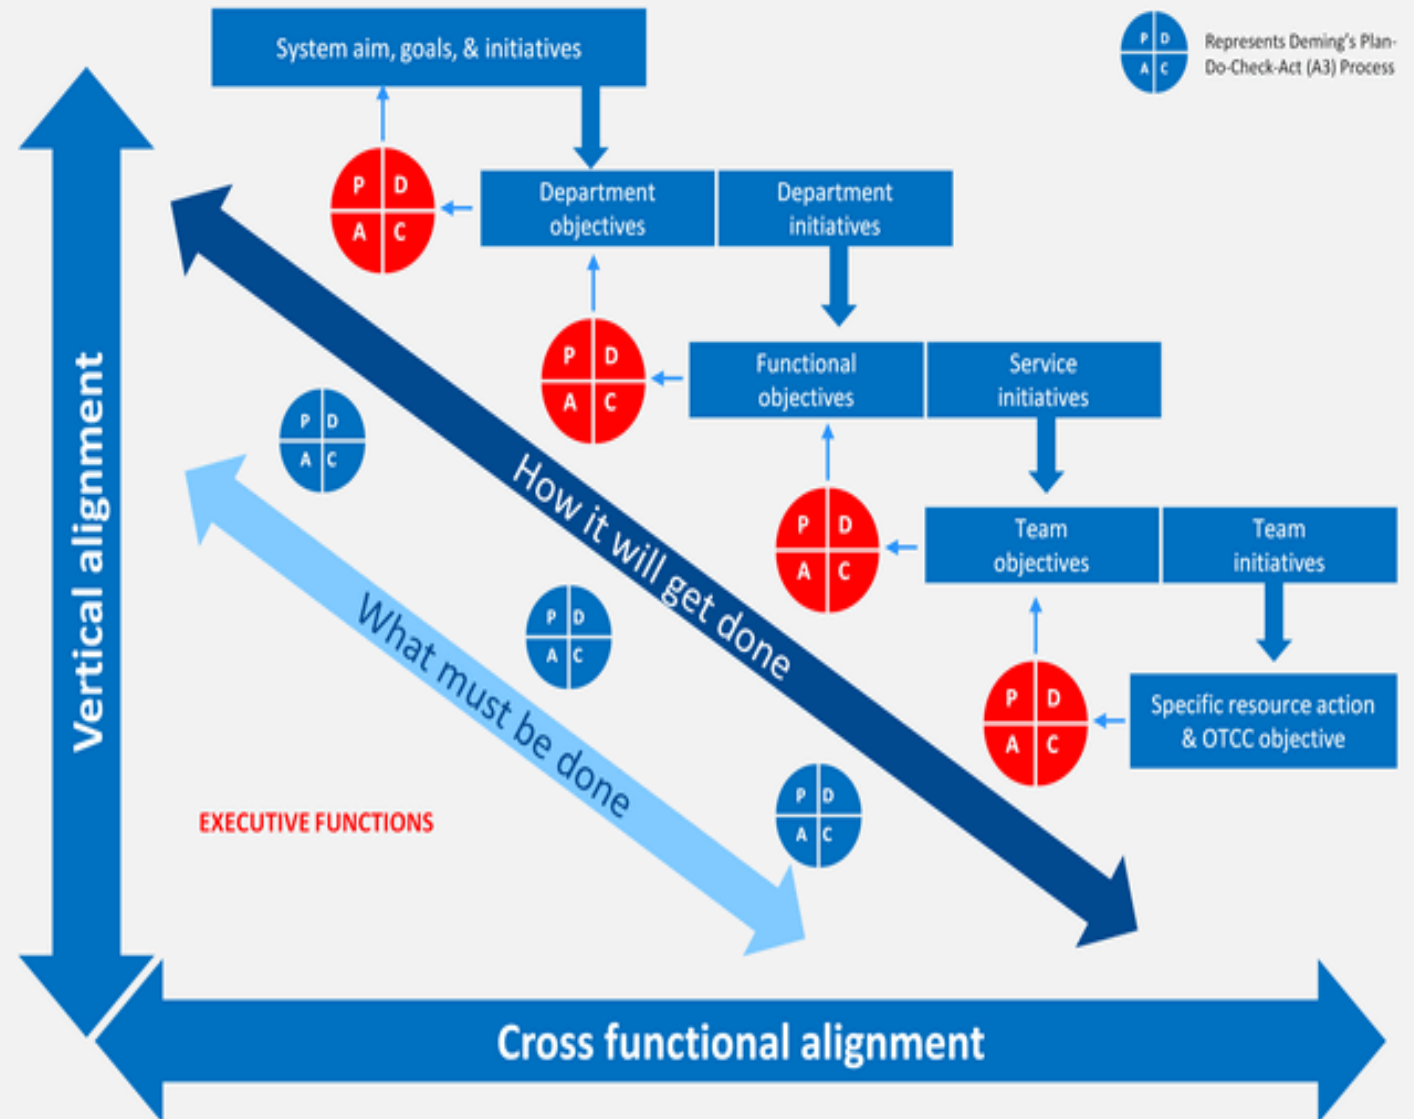 System aim, goals, & initiatives
P D
A C
Represents Deming's Plan-
Do-Check-Act (A3) Process
P D
A C
Department
objectives
Department
initiatives
P D
A C
Functional
objectives
Service
initiatives
P D
A C
P D
A C
Team
objectives
Team
initiatives
P D
A C
P D
A C
Specific resource action
& OTCC objective
P D
A C
How it will get done
What must be done
Vertical alignment
EXECUTIVE FUNCTIONS
Cross functional alignment